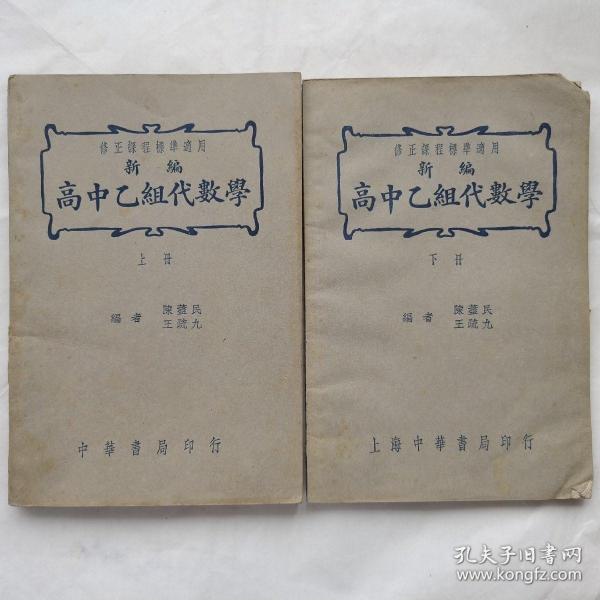 修正課程標準適用
新編
高中乙組代數學
上冊
編者
陳藎民
王疏九
中華書局印行
修正課程標準適用
新編
高中乙組代數學
下冊
編者
陳藎民
王疏九
上海中華書局印行
孔夫子旧书网
www.kongfz.com